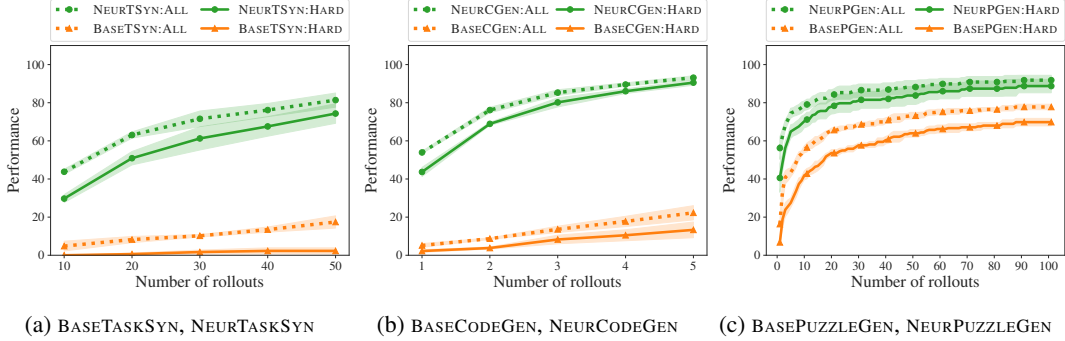 NEURTSYN:ALL NEURTSYN:HARD
BASETSYN:ALL BASETSYN:HARD
Performance
100
80
60
40
20
0
10 20 30 40 50
Number of rollouts
(a) BASETASKSYN, NEURTASKSYN
NEURCGEN:ALL NEURCGEN:HARD
BASECGEN:ALL BASECGEN:HARD
Performance
100
80
60
40
20
0
1 2 3 4 5
Number of rollouts
(b) BASECODEGEN, NEURCODEGEN
NEURPGEN:ALL NEURPGEN:HARD
BASEPGEN:ALL BASEPGEN:HARD
Performance
100
80
60
40
20
0
0 10 20 30 40 50 60 70 80 90 100
Number of rollouts
(c) BASEPUZZLEGEN, NEURPUZZLEGEN